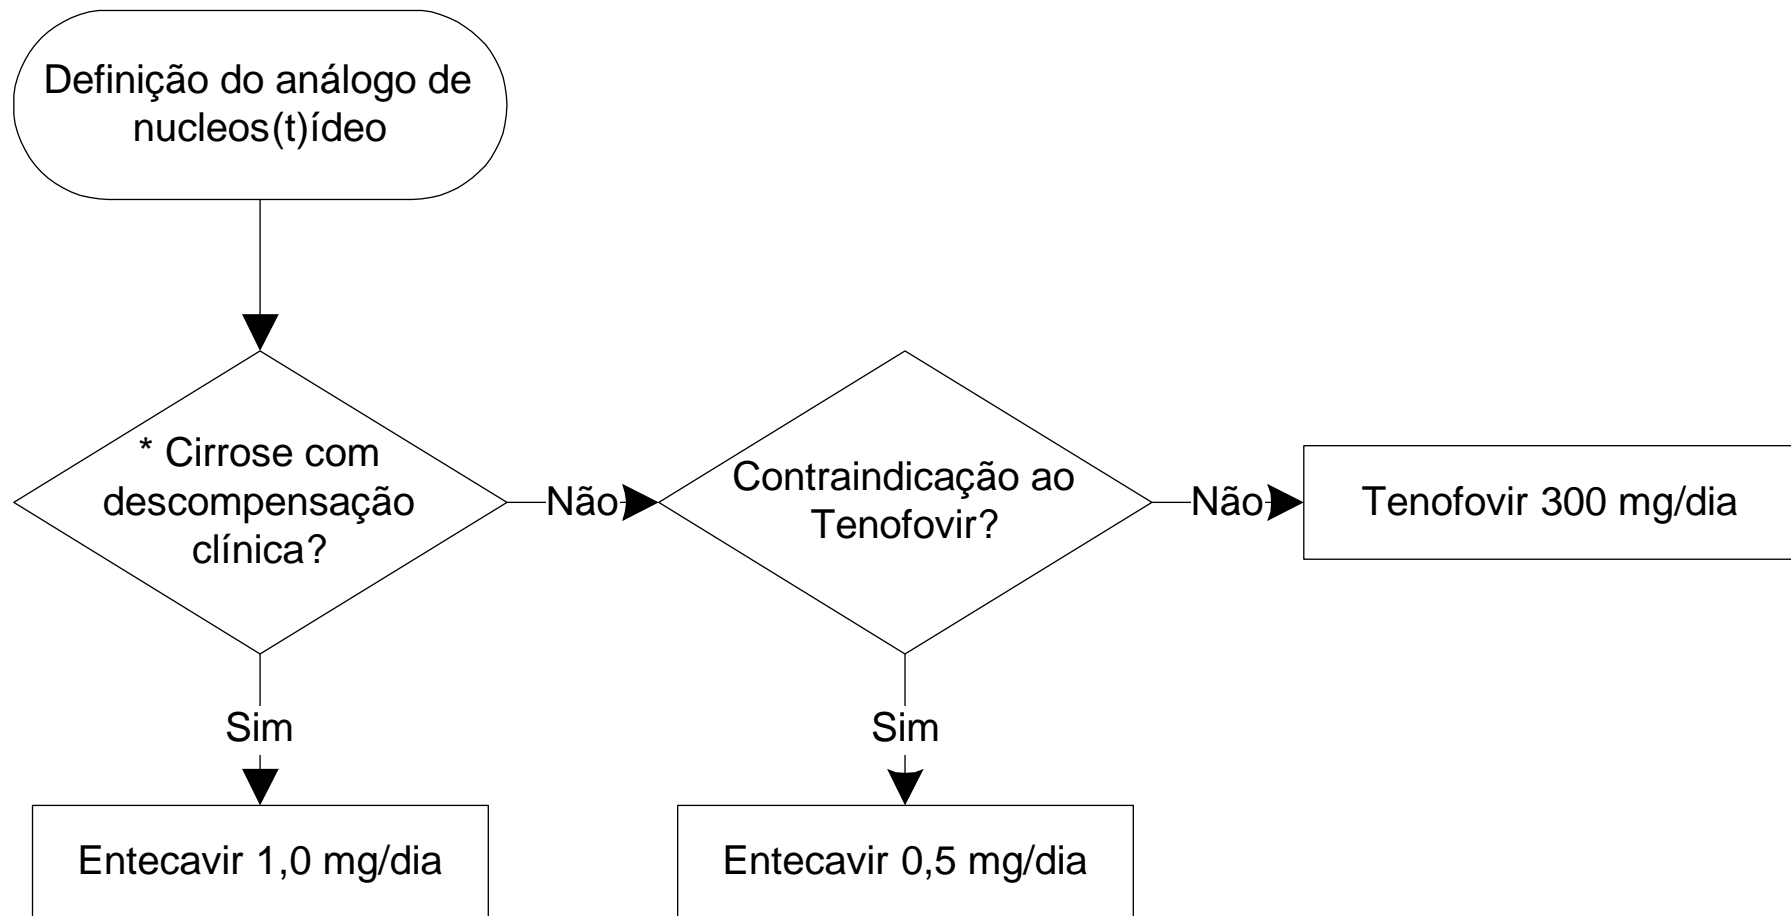 Definição do análogo de
nucleos(t)ídeo
* Cirrose com
descompensação
clínica?
Não
Contraindicação ao
Tenofovir?
Não
Tenofovir 300 mg/dia
Sim
Sim
Entecavir 1,0 mg/dia
Entecavir 0,5 mg/dia